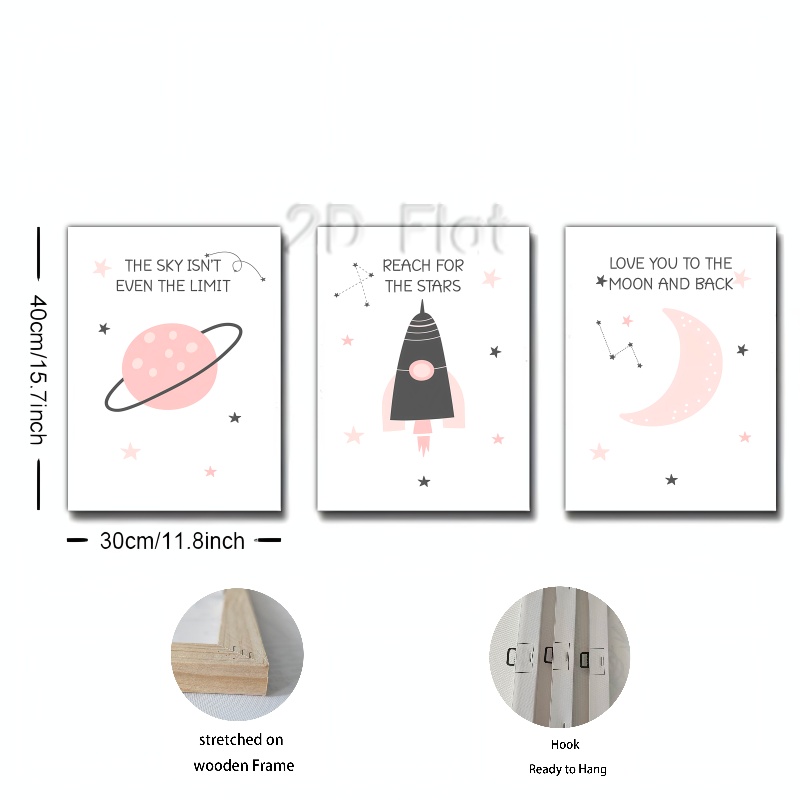 2D Flat
THE SKY ISN'T
EVEN THE LIMIT
REACH FOR
THE STARS
LOVE YOU TO THE
MOON AND BACK
40cm/15.7inch
30cm/11.8inch
stretched on
wooden Frame
Hook
Ready to Hang